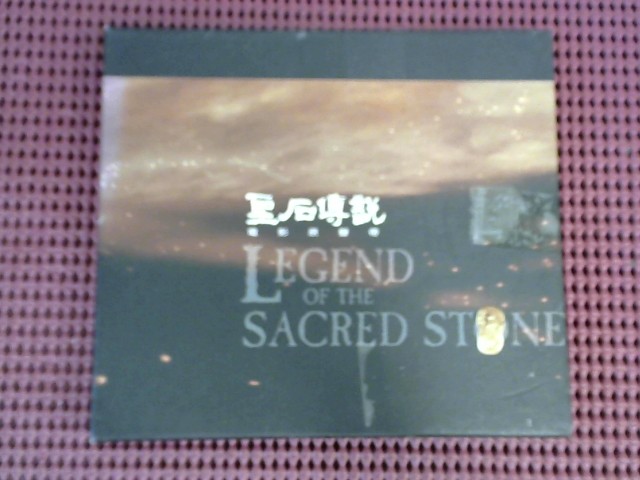 聖石傳說
LEGEND
OF THE
SACRED STONE